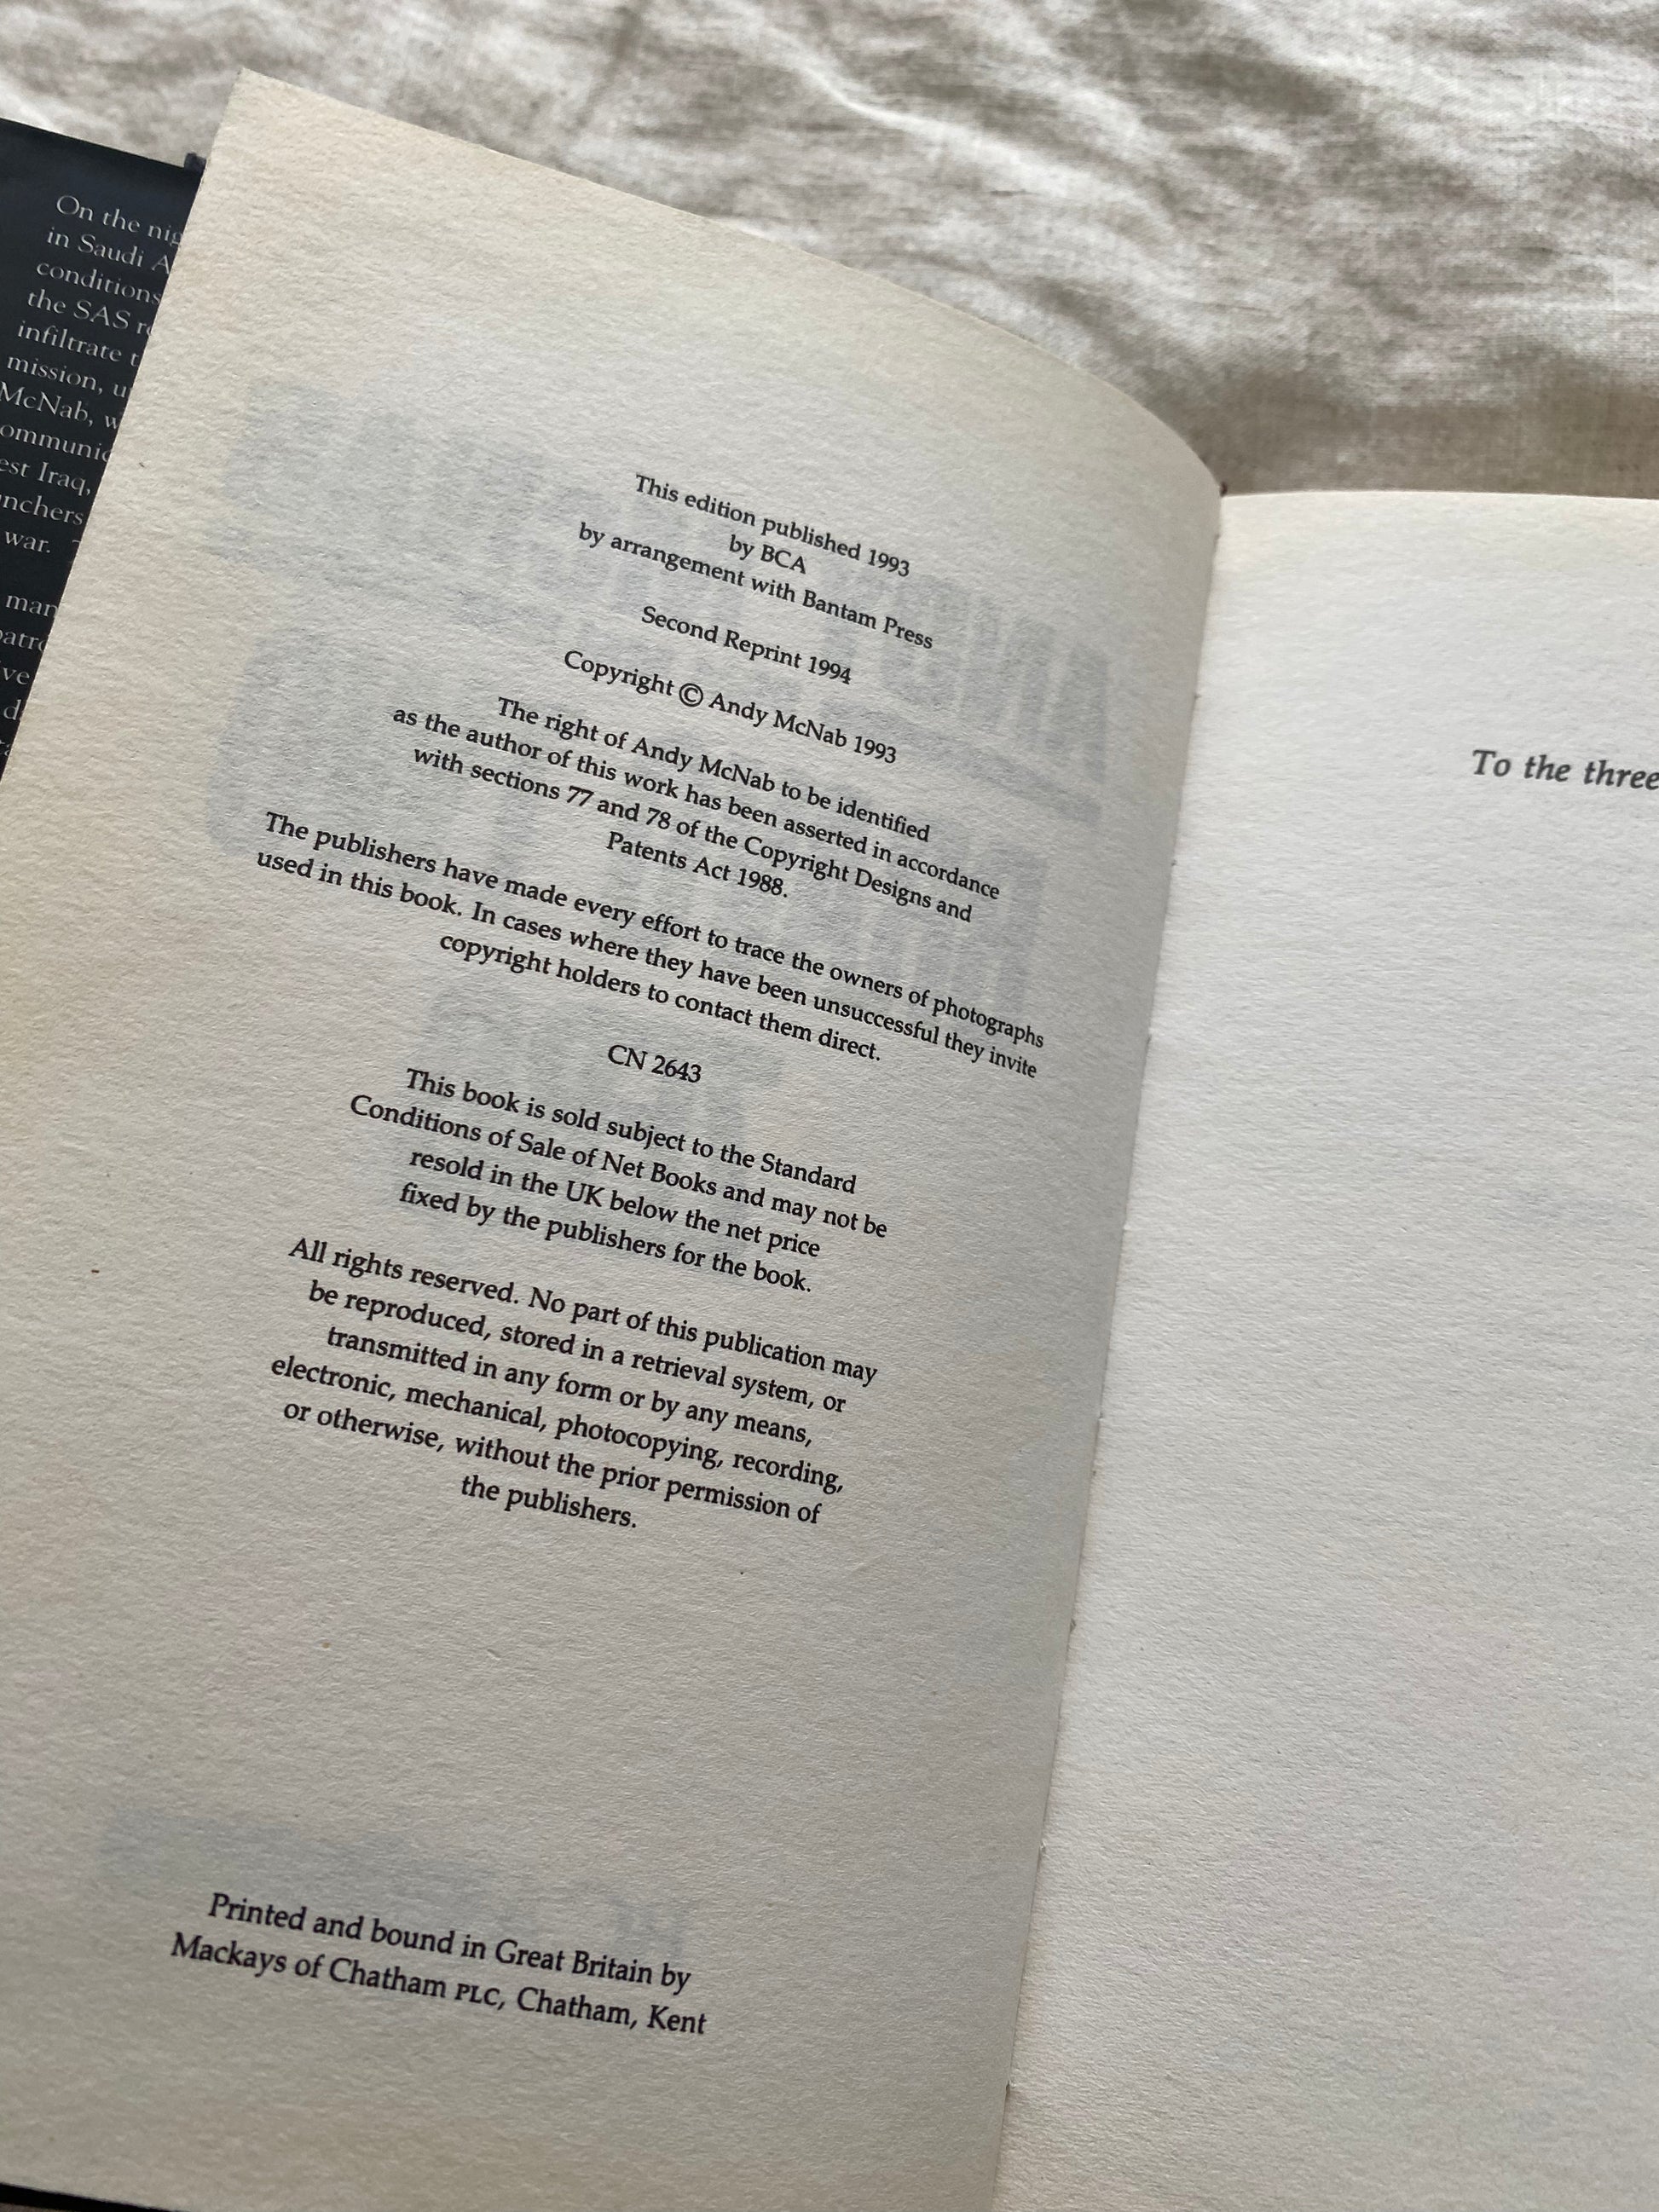 On the
in Saudi
conditions
the SAS
infiltrate
mission,
McNab,
Iraq,
war.
This edition published 1993
by BCA
by arrangement with Bantam Press
Second Reprint 1994
Copyright © Andy McNab 1993
The right of Andy McNab to be identified
as the author of this work has been asserted in accordance
with sections 77 and 78 of the Copyright Designs and
Patents Act 1988.
The publishers have made every effort to trace the owners of photographs
used in this book. In cases where they have been unsuccessful they invite
copyright holders to contact them direct.
CN 2643
This book is sold subject to the Standard
Conditions of Sale of Net Books and may not be
resold in the UK below the net price
fixed by the publishers for the book.
All rights reserved. No part of this publication may
be reproduced, stored in a retrieval system, or
transmitted in any form or by any means,
electronic, mechanical, photocopying, recording,
or otherwise, without the prior permission of
the publishers.
Printed and bound in Great Britain by
Mackays of Chatham PLC, Chatham, Kent
To the three